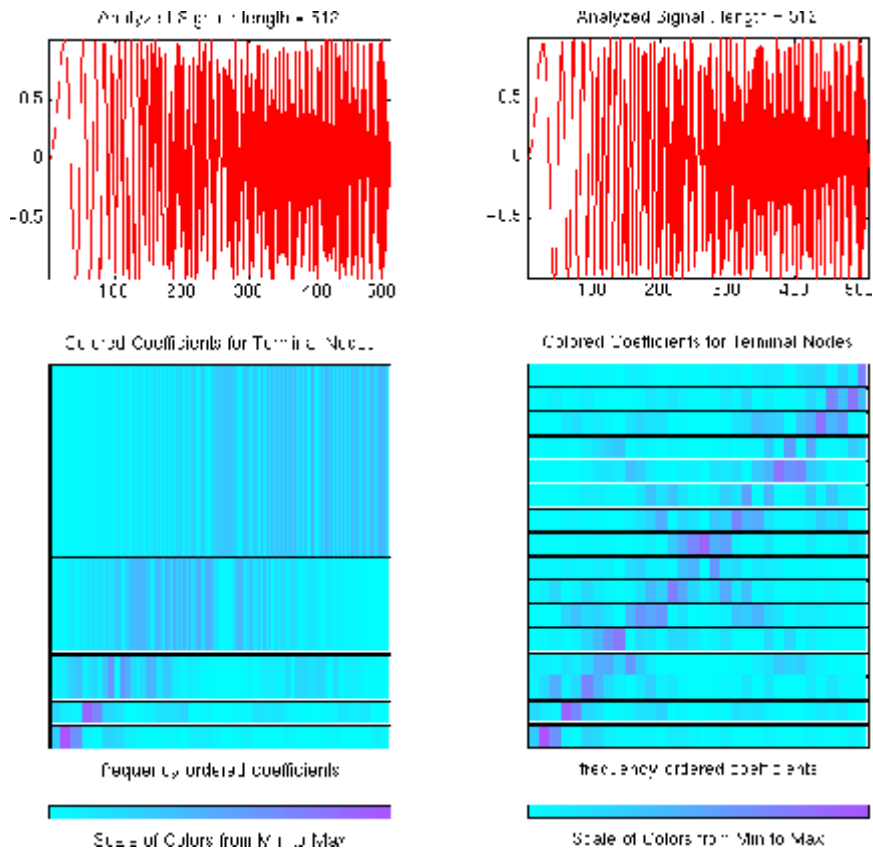 Analyzed Signal length = 512
0.5
0
-0.5
100 200 300 400 500
Colored Coefficients for Terminal Nodes
frequency ordered coefficients
Scale of Colors from Min to Max
Analyzed Signal : length = 512
0.5
0
-0.5
100 200 300 400 500
Colored Coefficients for Terminal Nodes
frequency ordered coefficients
Scale of Colors from Min to Max